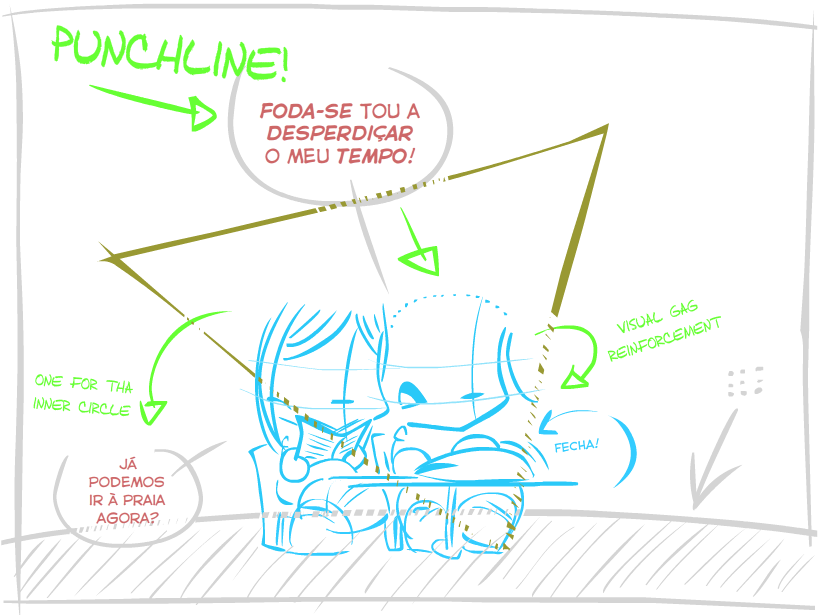 PUNCHLINE!
FODA-SE TOU A
DESPERDIÇAR
O MEU TEMPO!
VISUAL GAG
REINFORCEMENT
ONE FOR THA
INNER CIRCLE
FECHA!
JÁ
PODEMOS
IR À PRAIA
AGORA?